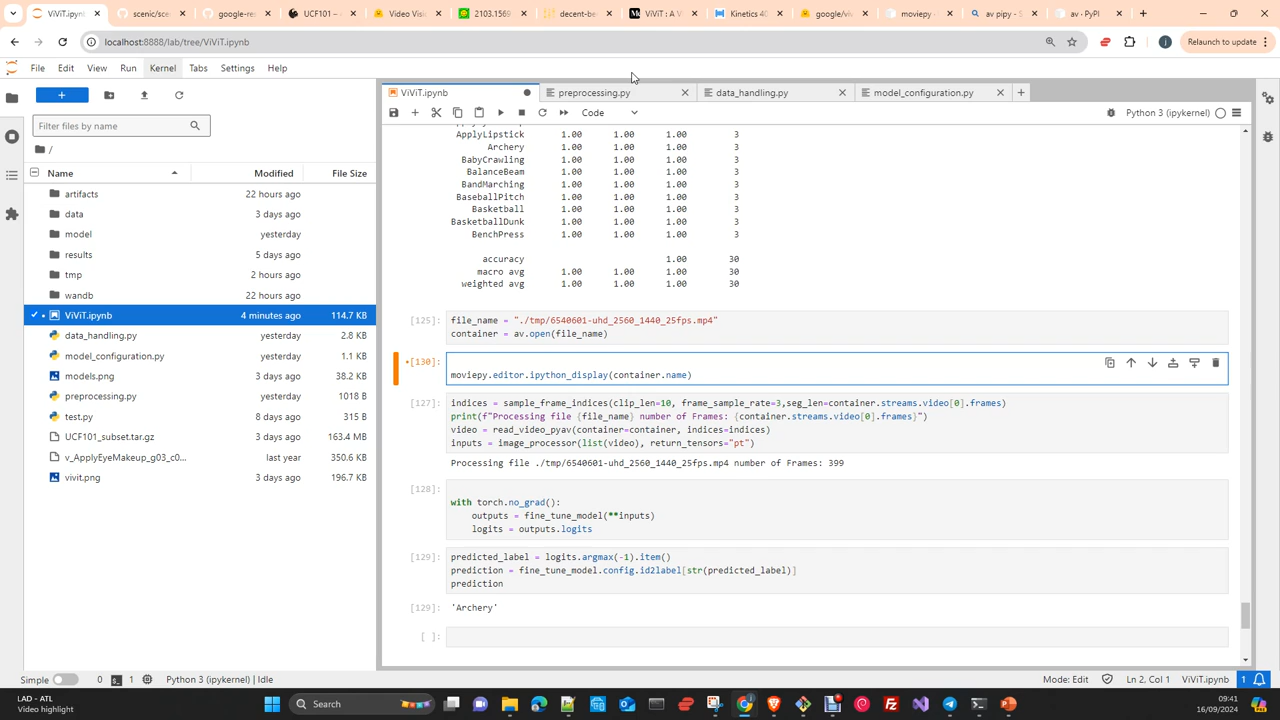 ViViT.ipynb
scenic/scen
google-res
UCF101 –
Video Visi
2103.1569
decent-ber
ViViT : A V
Kinetics 40
google/viv
moviepy
av pipy - S
av · PyPI
localhost:8888/lab/tree/ViViT.ipynb
Relaunch to update
File Edit View Run Kernel Tabs Settings Help
ViViT.ipynb
preprocessing.py
data_handling.py
model_configuration.py
Code
Python 3 (ipykernel)
Filter files by name
/
Name Modified File Size
artifacts 22 hours ago
data 3 days ago
model yesterday
results 5 days ago
tmp 2 hours ago
wandb 22 hours ago
ViViT.ipynb 4 minutes ago 114.7 KB
data_handling.py yesterday 2.8 KB
model_configuration.py yesterday 1.1 KB
models.png 3 days ago 38.2 KB
preprocessing.py yesterday 1018 B
test.py 8 days ago 315 B
UCF101_subset.tar.gz 3 days ago 163.4 MB
v_ApplyEyeMakeup_g03_c0... last year 350.6 KB
vivit.png 3 days ago 196.7 KB
ApplyLipstick 1.00 1.00 1.00 3
Archery 1.00 1.00 1.00 3
BabyCrawling 1.00 1.00 1.00 3
BalanceBeam 1.00 1.00 1.00 3
BandMarching 1.00 1.00 1.00 3
BaseballPitch 1.00 1.00 1.00 3
Basketball 1.00 1.00 1.00 3
BasketballDunk 1.00 1.00 1.00 3
BenchPress 1.00 1.00 1.00 3
accuracy 1.00 30
macro avg 1.00 1.00 1.00 30
weighted avg 1.00 1.00 1.00 30
[125]: file_name = "./tmp/6540601-uhd_2560_1440_25fps.mp4"
container = av.open(file_name)
[130]:
moviepy.editor.ipython_display(container.name)
[127]: indices = sample_frame_indices(clip_len=10, frame_sample_rate=3,seg_len=container.streams.video[0].frames)
print(f"Processing file {file_name} number of Frames: {container.streams.video[0].frames}")
video = read_video_pyav(container=container, indices=indices)
inputs = image_processor(list(video), return_tensors="pt")
Processing file ./tmp/6540601-uhd_2560_1440_25fps.mp4 number of Frames: 399
[128]:
with torch.no_grad():
outputs = fine_tune_model(**inputs)
logits = outputs.logits
[129]: predicted_label = logits.argmax(-1).item()
prediction = fine_tune_model.config.id2label[str(predicted_label)]
prediction
[129]: 'Archery'
[ ]:
Simple 0 1 Python 3 (ipykernel) | Idle
Mode: Edit Ln 2, Col 1 ViViT.ipynb 1
LAD - ATL
Video highlight
Search
09:41
16/09/2024